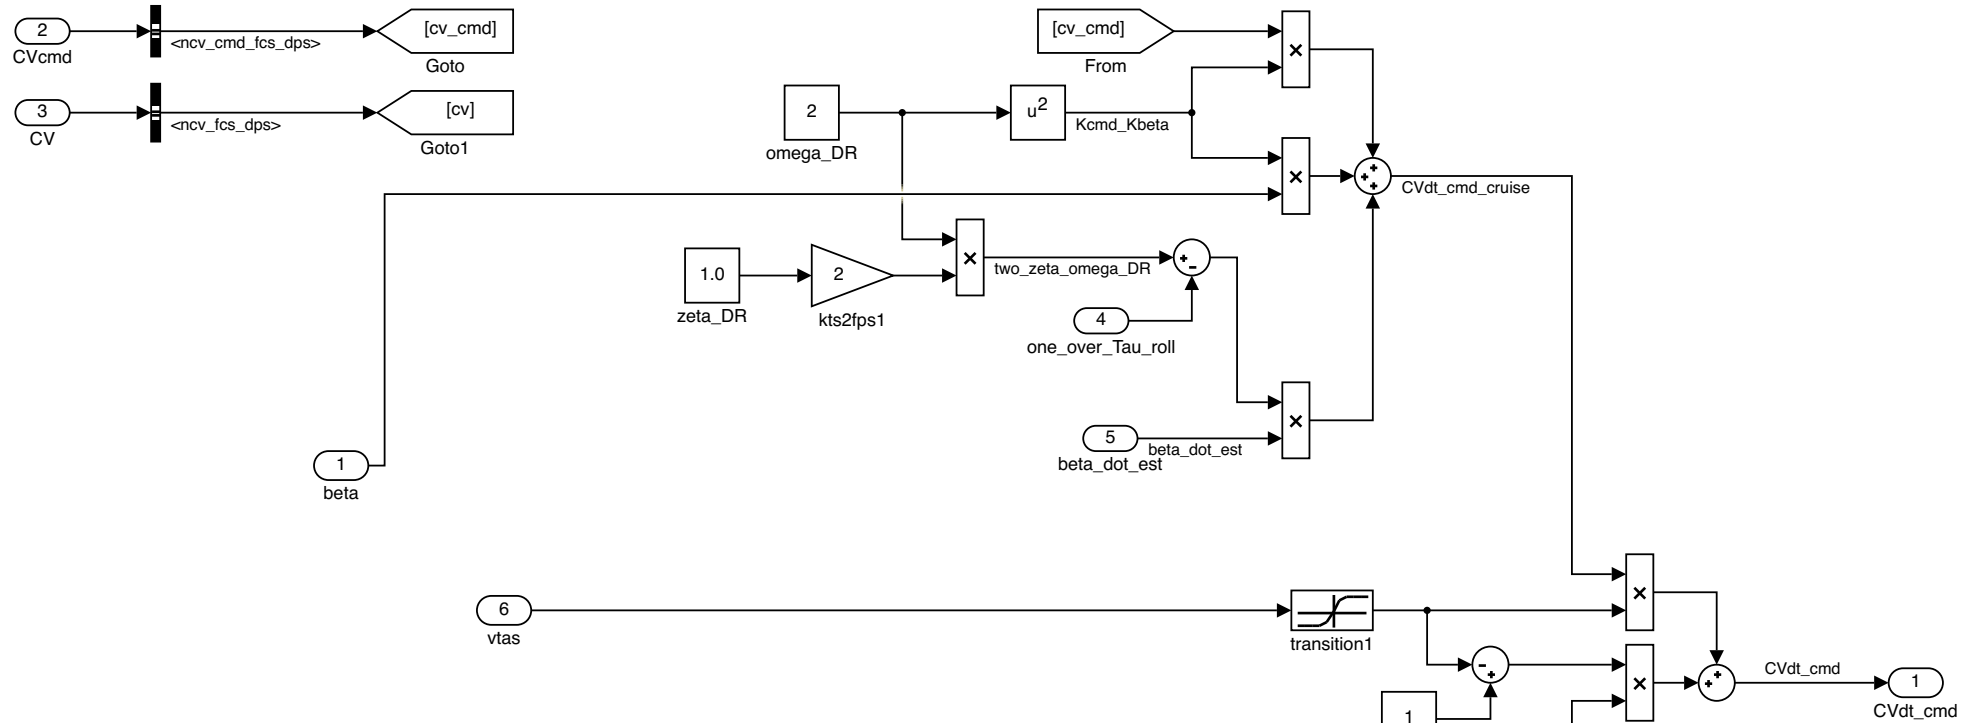 2
CVcmd
<ncv_cmd_fcs_dps>
[cv_cmd]
Goto
3
CV
<ncv_fcs_dps>
[cv]
Goto1
[cv_cmd]
From
×
2
omega_DR
u2
Kcmd_Kbeta
×
+
+
+
CVdt_cmd_cruise
1.0
zeta_DR
2
kts2fps1
×
two_zeta_omega_DR
+
-
4
one_over_Tau_roll
×
5
beta_dot_est
beta_dot_est
1
beta
6
vtas
transition1
×
-
+
1
×
+
+
CVdt_cmd
1
CVdt_cmd